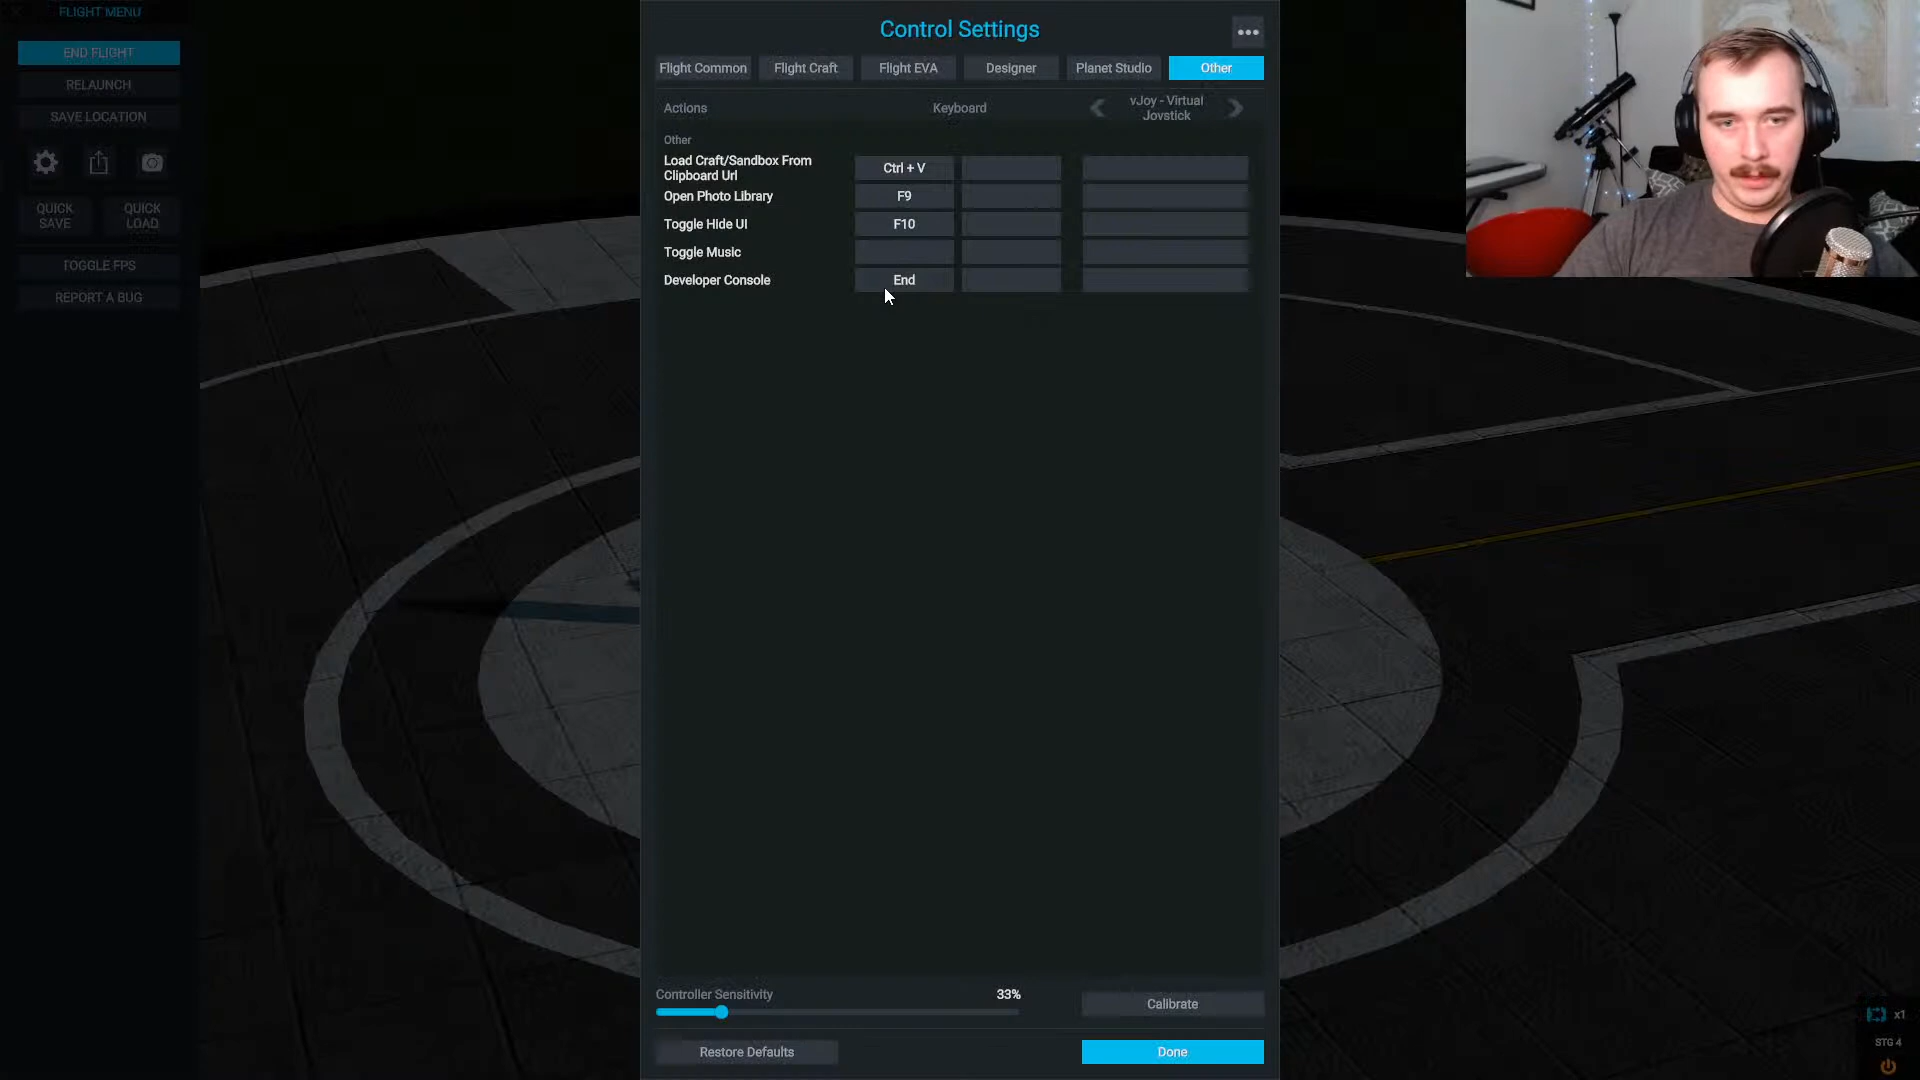 FLIGHT MENU
END FLIGHT
RELAUNCH
SAVE LOCATION
QUICK
SAVE
QUICK
LOAD
TOGGLE FPS
REPORT A BUG
Control Settings
Flight Common
Flight Craft
Flight EVA
Designer
Planet Studio
Other
Actions
Keyboard
vJoy - Virtual
Joystick
Other
Load Craft/Sandbox From
Clipboard Url
Ctrl + V
Open Photo Library
F9
Toggle Hide UI
F10
Toggle Music
Developer Console
End
Controller Sensitivity
33%
Calibrate
Restore Defaults
Done
x1
STG 4